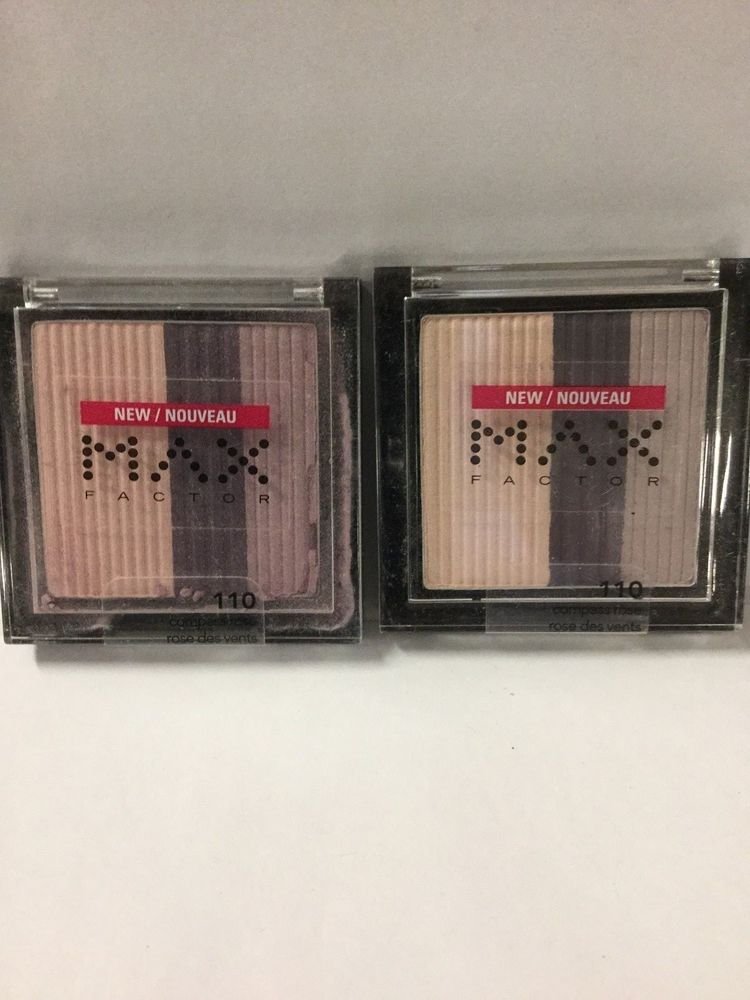 NEW / NOUVEAU
MAX
FACTOR
110
compass rose
rose des vents
NEW / NOUVEAU
MAX
FACTOR
110
compass rose
rose des vents